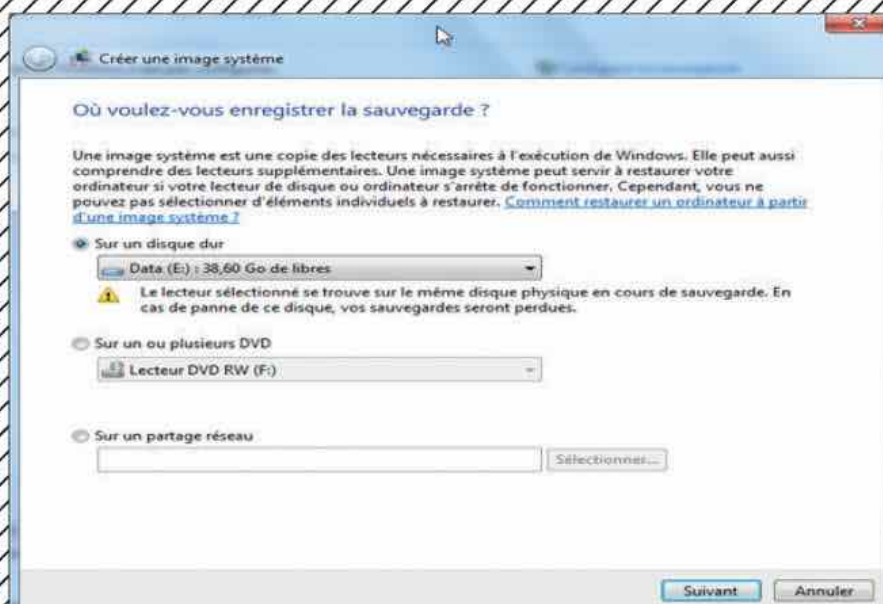 Créer une image système
Où voulez-vous enregistrer la sauvegarde ?
Une image système est une copie des lecteurs nécessaires à l'exécution de Windows. Elle peut aussi
comprendre des lecteurs supplémentaires. Une image système peut servir à restaurer votre
ordinateur si votre lecteur de disque ou ordinateur s'arrête de fonctionner. Cependant, vous ne
pouvez pas sélectionner d'éléments individuels à restaurer. Comment restaurer un ordinateur à partir
d'une image système ?
Sur un disque dur
Data (E:) : 38,60 Go de libres
Le lecteur sélectionné se trouve sur le même disque physique en cours de sauvegarde. En
cas de panne de ce disque, vos sauvegardes seront perdues.
Sur un ou plusieurs DVD
Lecteur DVD RW (F:)
Sur un partage réseau
Sélectionner...
Suivant
Annuler